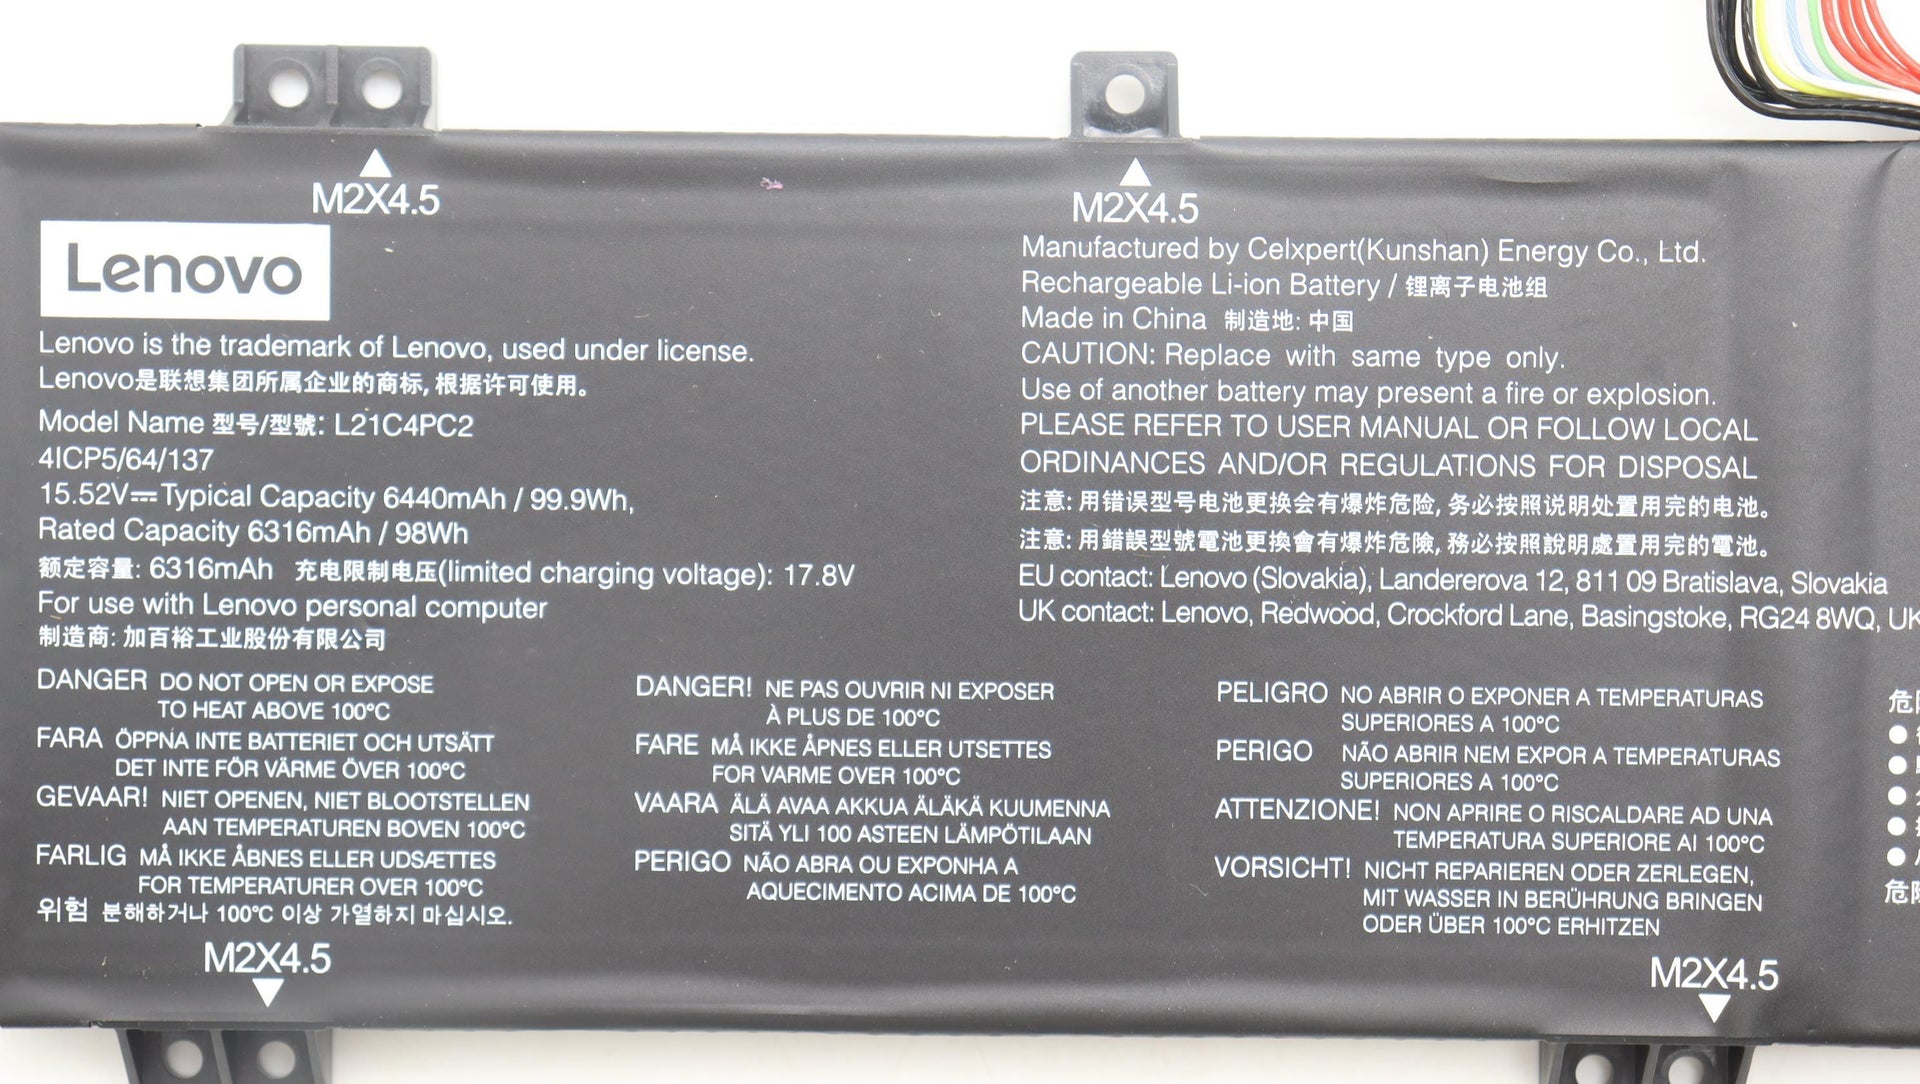 M2X4.5
M2X4.5
Lenovo
Lenovo is the trademark of Lenovo, used under license.
Lenovo是联想集团所属企业的商标, 根据许可使用。
Model Name 型号/型號: L21C4PC2
4ICP5/64/137
15.52V⎓Typical Capacity 6440mAh / 99.9Wh,
Rated Capacity 6316mAh / 98Wh
额定容量: 6316mAh 充电限制电压(limited charging voltage): 17.8V
For use with Lenovo personal computer
制造商: 加百裕工业股份有限公司
Manufactured by Celxpert(Kunshan) Energy Co., Ltd.
Rechargeable Li-ion Battery / 锂离子电池组
Made in China 制造地: 中国
CAUTION: Replace with same type only.
Use of another battery may present a fire or explosion.
PLEASE REFER TO USER MANUAL OR FOLLOW LOCAL
ORDINANCES AND/OR REGULATIONS FOR DISPOSAL
注意: 用错误型号电池更换会有爆炸危险, 务必按照说明处置用完的电池。
注意: 用錯誤型號電池更換會有爆炸危險, 務必按照說明處置用完的電池。
EU contact: Lenovo (Slovakia), Landererova 12, 811 09 Bratislava, Slovakia
UK contact: Lenovo, Redwood, Crockford Lane, Basingstoke, RG24 8WQ, UK
DANGER DO NOT OPEN OR EXPOSE
TO HEAT ABOVE 100°C
FARA ÖPPNA INTE BATTERIET OCH UTSÄTT
DET INTE FÖR VÄRME ÖVER 100°C
GEVAAR! NIET OPENEN, NIET BLOOTSTELLEN
AAN TEMPERATUREN BOVEN 100°C
FARLIG MÅ IKKE ÅBNES ELLER UDSÆTTES
FOR TEMPERATURER OVER 100°C
위험 분해하거나 100°C 이상 가열하지 마십시오.
DANGER! NE PAS OUVRIR NI EXPOSER
À PLUS DE 100°C
FARE MÅ IKKE ÅPNES ELLER UTSETTES
FOR VARME OVER 100°C
VAARA ÄLÄ AVAA AKKUA ÄLÄKÄ KUUMENNA
SITÄ YLI 100 ASTEEN LÄMPÖTILAAN
PERIGO NÃO ABRA OU EXPONHA A
AQUECIMENTO ACIMA DE 100°C
PELIGRO NO ABRIR O EXPONER A TEMPERATURAS
SUPERIORES A 100°C
PERIGO NÃO ABRIR NEM EXPOR A TEMPERATURAS
SUPERIORES A 100°C
ATTENZIONE! NON APRIRE O RISCALDARE AD UNA
TEMPERATURA SUPERIORE AI 100°C
VORSICHT! NICHT REPARIEREN ODER ZERLEGEN,
MIT WASSER IN BERÜHRUNG BRINGEN
ODER ÜBER 100°C ERHITZEN
M2X4.5
M2X4.5